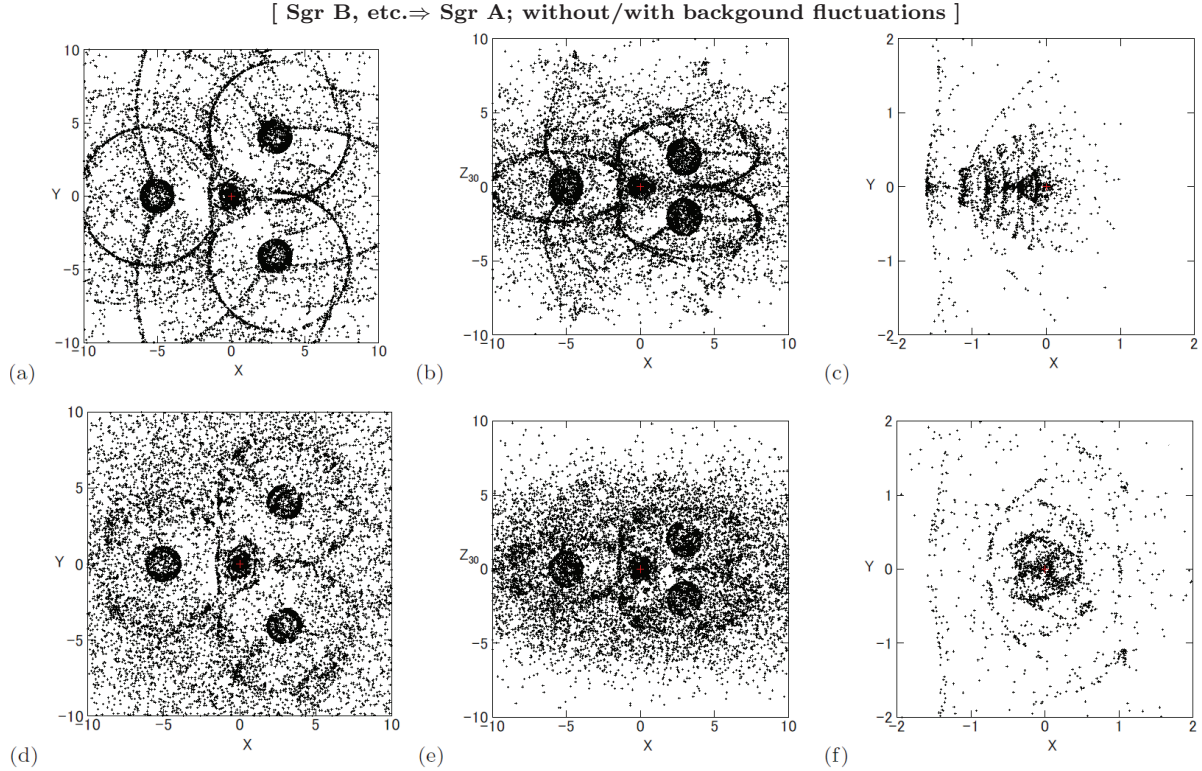 [ Sgr B, etc.⇒ Sgr A; without/with backgound fluctuations ]
10
5
Y 0
−5
−10
−10 −5 0 5 10
X
(a)
10
5
Z30 0
−5
−10
−10 −5 0 5 10
X
(b)
2
1
Y 0
−1
−2
−2 −1 0 1 2
X
(c)
10
5
Y 0
−5
−10
−10 −5 0 5 10
X
(d)
10
5
Z30 0
−5
−10
−10 −5 0 5 10
X
(e)
2
1
Y 0
−1
−2
−2 −1 0 1 2
X
(f)